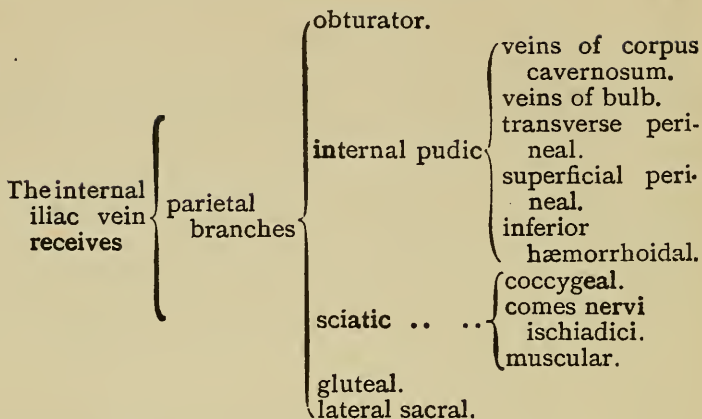 The internal
iliac vein
receives
parietal
branches
obturator.
internal pudic
veins of corpus
cavernosum.
veins of bulb.
transverse peri-
neal.
superficial peri-
neal.
inferior
hæmorrhoidal.
sciatic .. ..
coccygeal.
comes nervi
ischiadici.
muscular.
gluteal.
lateral sacral.